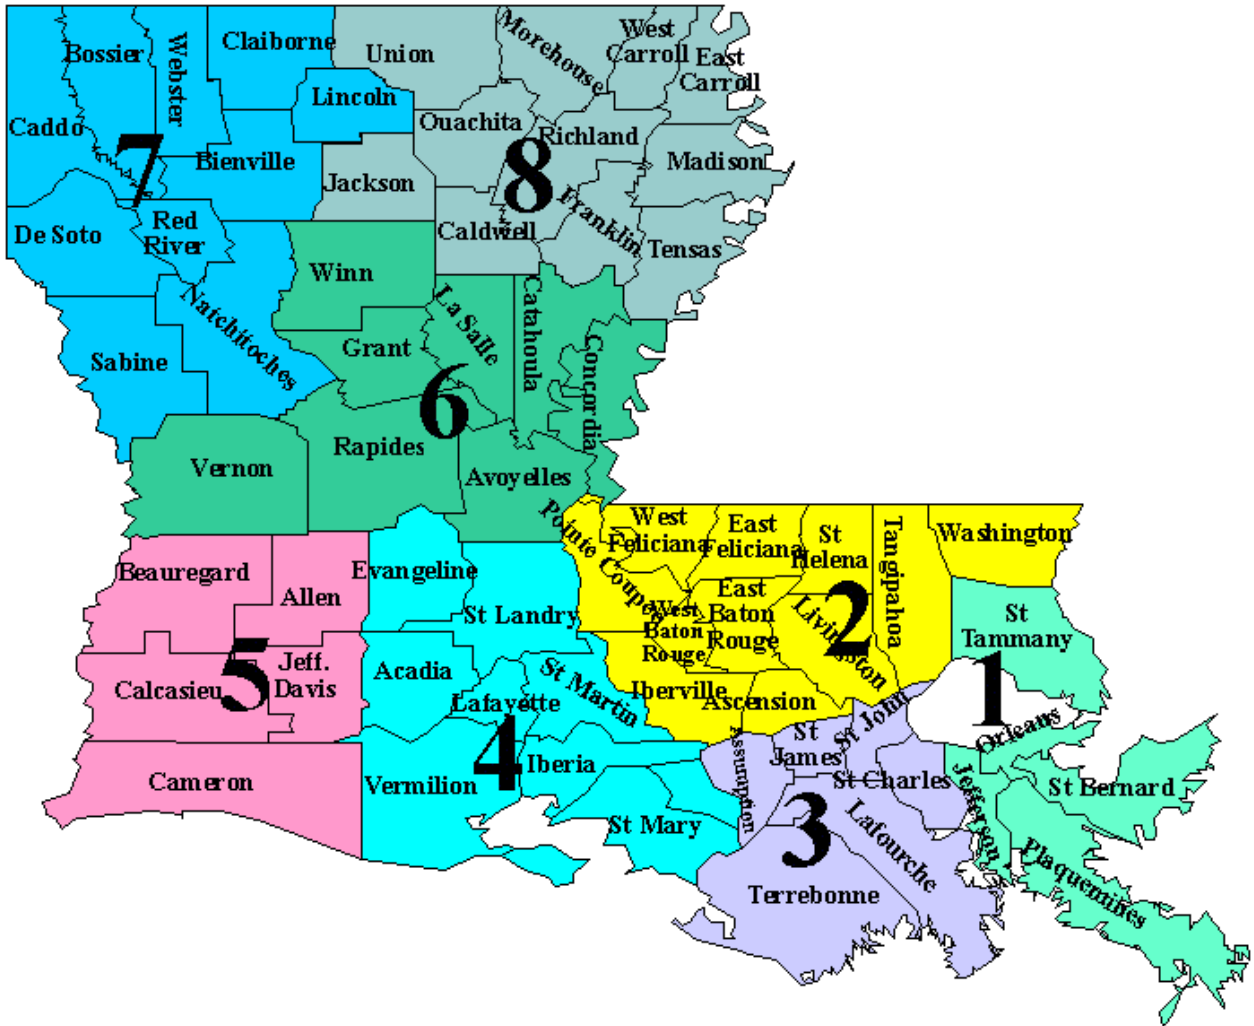 Bossier
Webster
Claiborne
Union
Morehouse
West
Carroll
East
Carroll
Caddo
Lincoln
Ouachita
Richland
7
Bienville
Jackson
8
Madison
De Soto
Red
River
Caldwell
Franklin
Tensas
Winn
Natchitoches
La Salle
Catahoula
Sabine
Grant
Concordia
6
Vernon
Rapides
Avoyelles
Pointe Coupee
West
Feliciana
East
Feliciana
St
Helena
Tangipahoa
Washington
Beauregard
Allen
Evangeline
St Landry
West
Baton
Rouge
East
Baton
Rouge
Livingston
2
St
Tammany
5
Calcasieu
Jeff.
Davis
Acadia
Lafayette
St Martin
Iberville
Ascension
1
Orleans
Cameron
Vermilion
4
Iberia
Assumption
St
James
St John
St Charles
Jefferson
St Bernard
St Mary
3
Lafourche
Terrebonne
Plaquemines